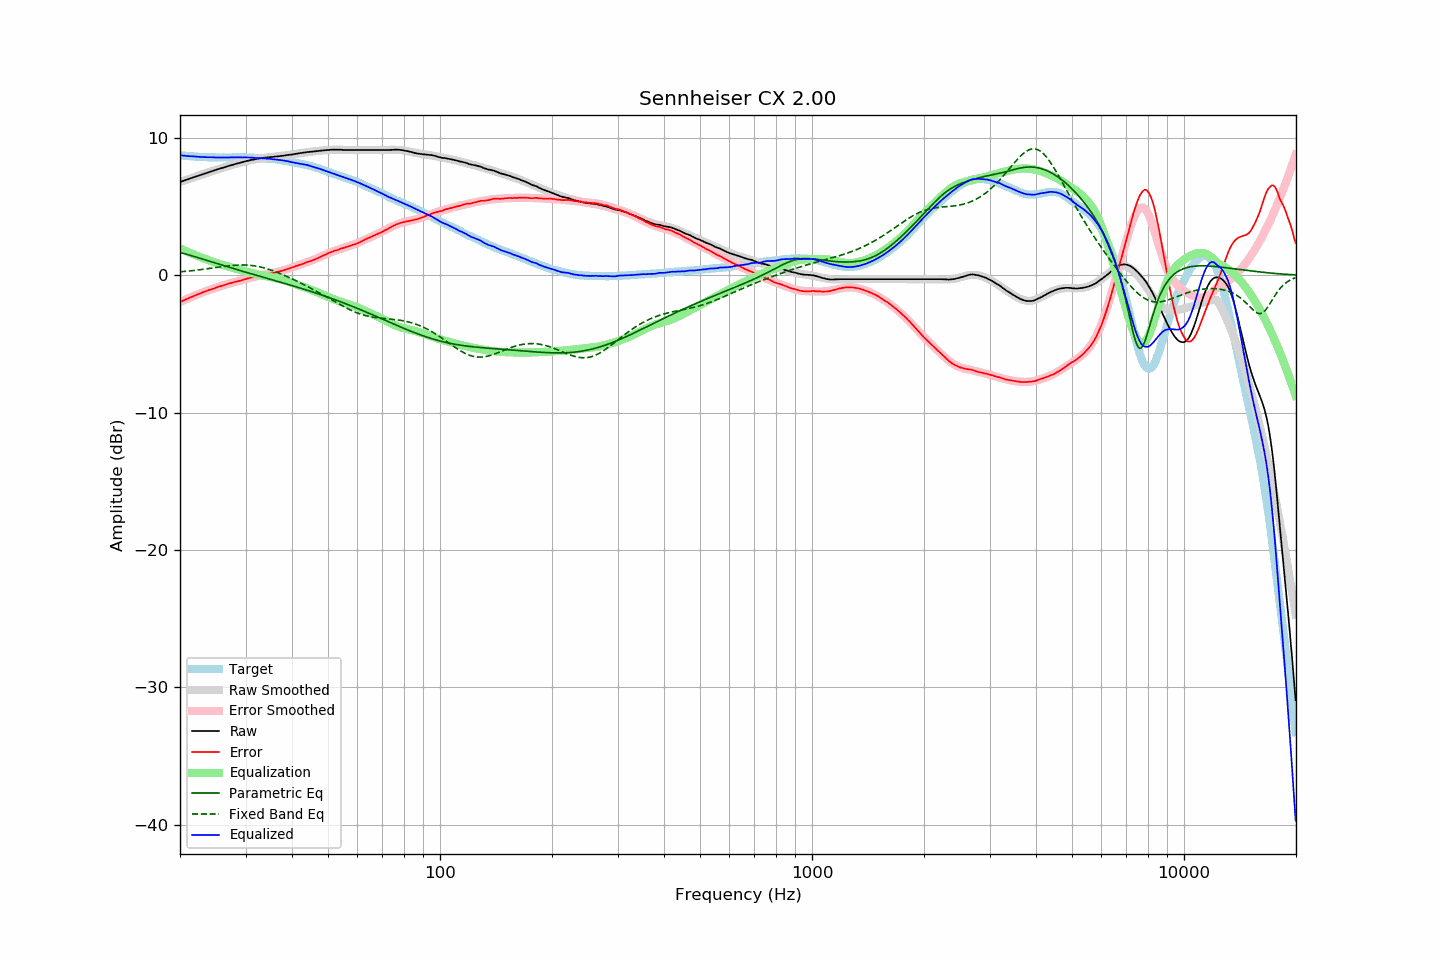 Sennheiser CX 2.00
10
0
−10
−20
−30
−40
Amplitude (dBr)
Target
Raw Smoothed
Error Smoothed
Raw
Error
Equalization
Parametric Eq
Fixed Band Eq
Equalized
100
1000
10000
Frequency (Hz)